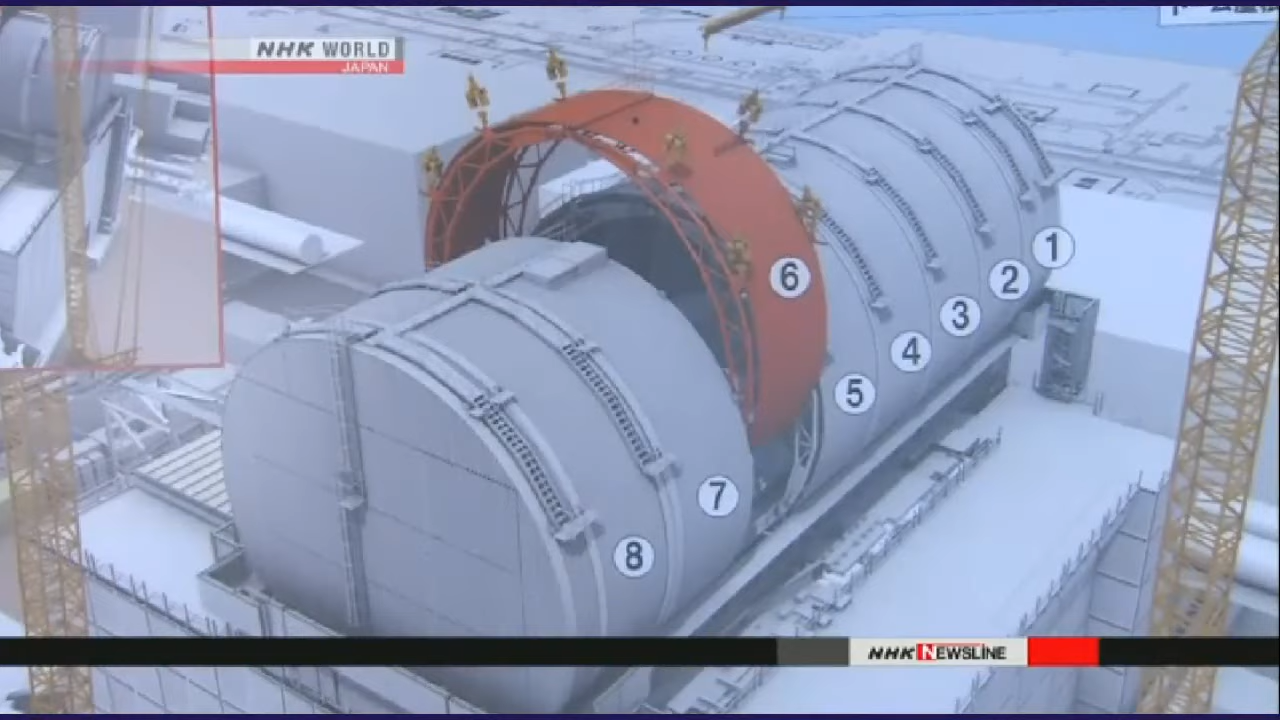 NHK WORLD
JAPAN
①
②
③
④
⑤
⑥
⑦
⑧
NHK NEWSLINE